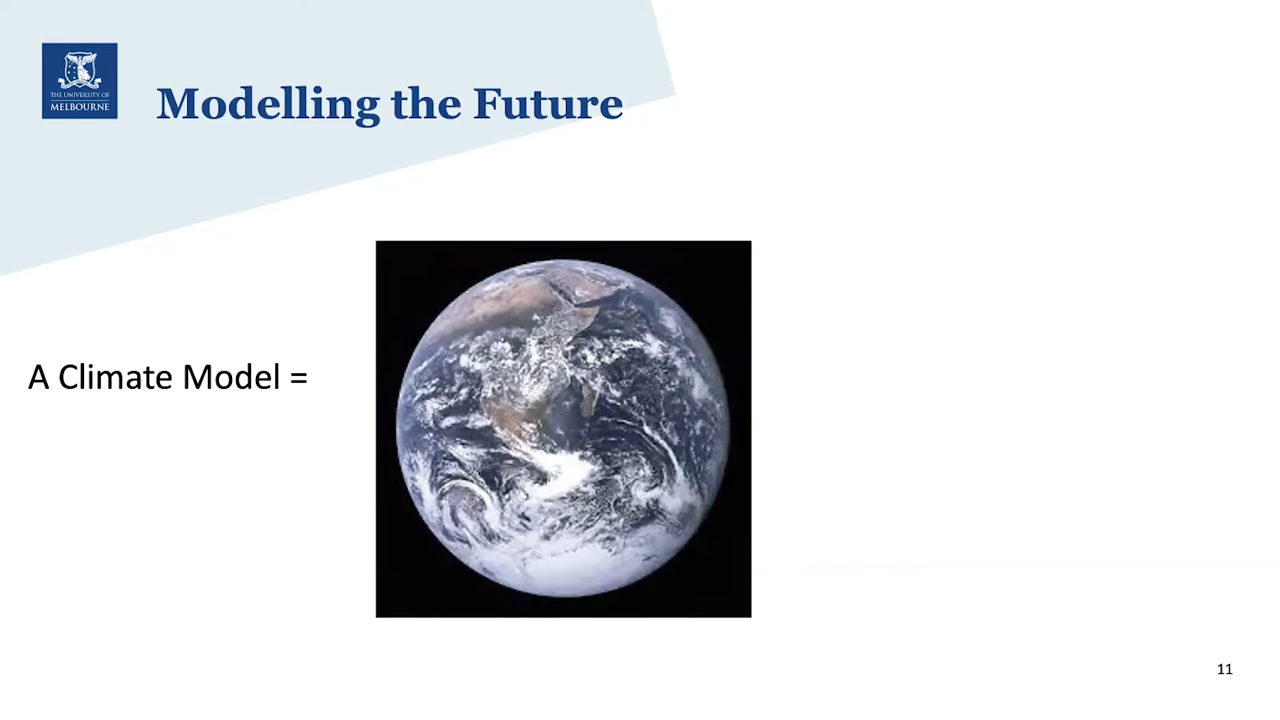 THE UNIVERSITY OF
MELBOURNE
Modelling the Future
A Climate Model =
11